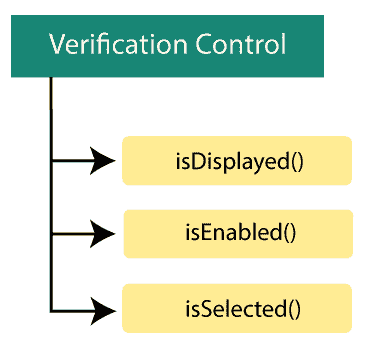 Verification Control
isDisplayed()
isEnabled()
isSelected()